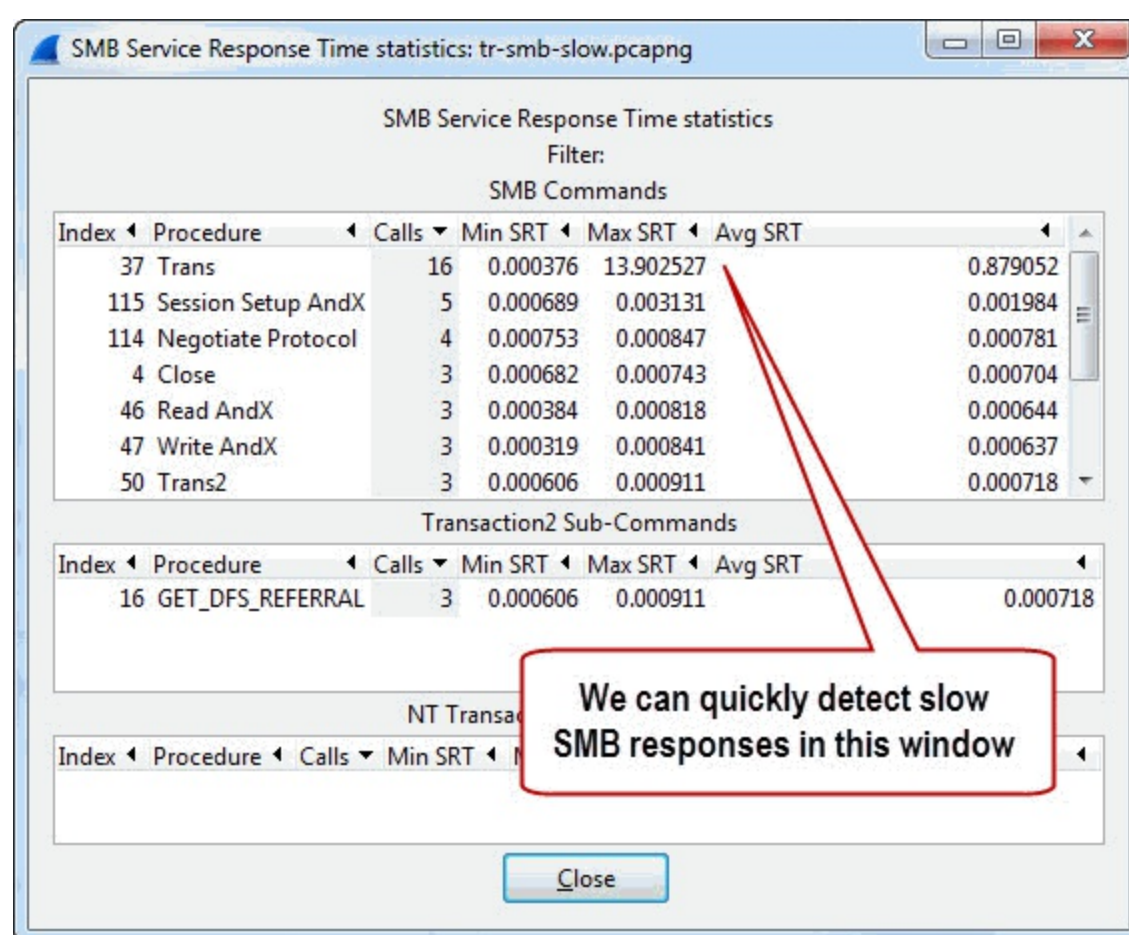 SMB Service Response Time statistics: tr-smb-slow.pcapng
SMB Service Response Time statistics
Filter:
SMB Commands
Index Procedure Calls Min SRT Max SRT Avg SRT
37 Trans 16 0.000376 13.902527 0.879052
115 Session Setup AndX 5 0.000689 0.003131 0.001984
114 Negotiate Protocol 4 0.000753 0.000847 0.000781
4 Close 3 0.000682 0.000743 0.000704
46 Read AndX 3 0.000384 0.000818 0.000644
47 Write AndX 3 0.000319 0.000841 0.000637
50 Trans2 3 0.000606 0.000911 0.000718
Transaction2 Sub-Commands
Index Procedure Calls Min SRT Max SRT Avg SRT
16 GET_DFS_REFERRAL 3 0.000606 0.000911 0.000718
We can quickly detect slow
SMB responses in this window
NT
Index Procedure Calls Min SRT
Close